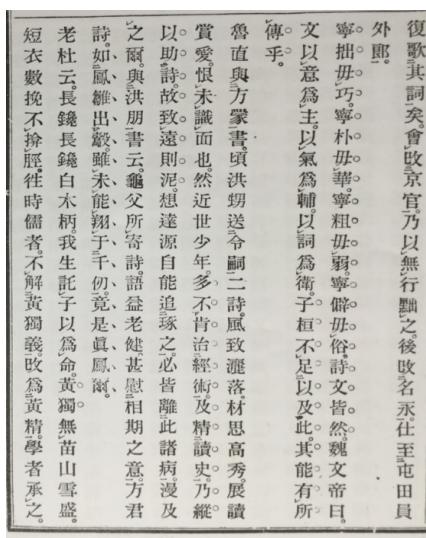 復歌其詞矣。會改京官。乃以無行黜之。後改名永。仕至屯田員
外郎。
寧拙毋巧。寧朴毋華。寧粗毋弱。寧僻毋俗。詩文皆然。魏文帝曰。
文以意為主。以氣為輔。以詞為衛。子桓不足以及此。其能有所
傳乎。
魯直與方蒙書。頃洪甥送令嗣二詩。風致灑落。材思高秀。展讀
賞愛。恨未識面也。然近世少年。多不肯治經術。及精讀史。乃縱
以助詩。故致遠則泥。想達源自能追琢之。必皆離此諸病。漫及
之爾。與洪朋書云。龜父所寄詩。語益老健。甚慰相期之意。方君
詩。如鳳雛出鷇。雖未能翔于千仞。竟是真鳳爾。
老杜云。長鑱長鑱白木柄。我生託子以為命。黃獨無苗山雪盛。
短衣數挽不掩脛。往時儒者。不解黃獨義。改為黃精。學者承之。